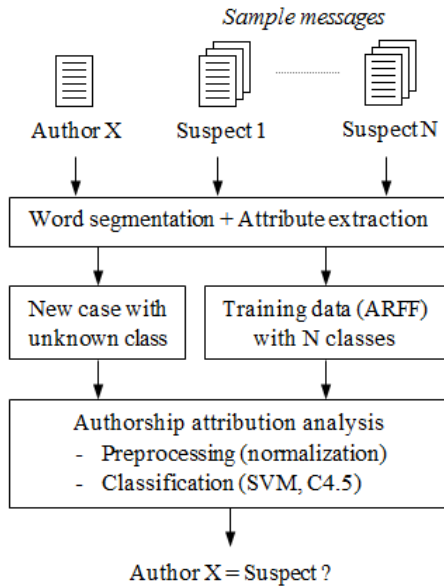 Sample messages
Author X Suspect 1 Suspect N
Word segmentation + Attribute extraction
New case with
unknown class
Training data (ARFF)
with N classes
Authorship attribution analysis
- Preprocessing (normalization)
- Classification (SVM, C4.5)
Author X = Suspect ?